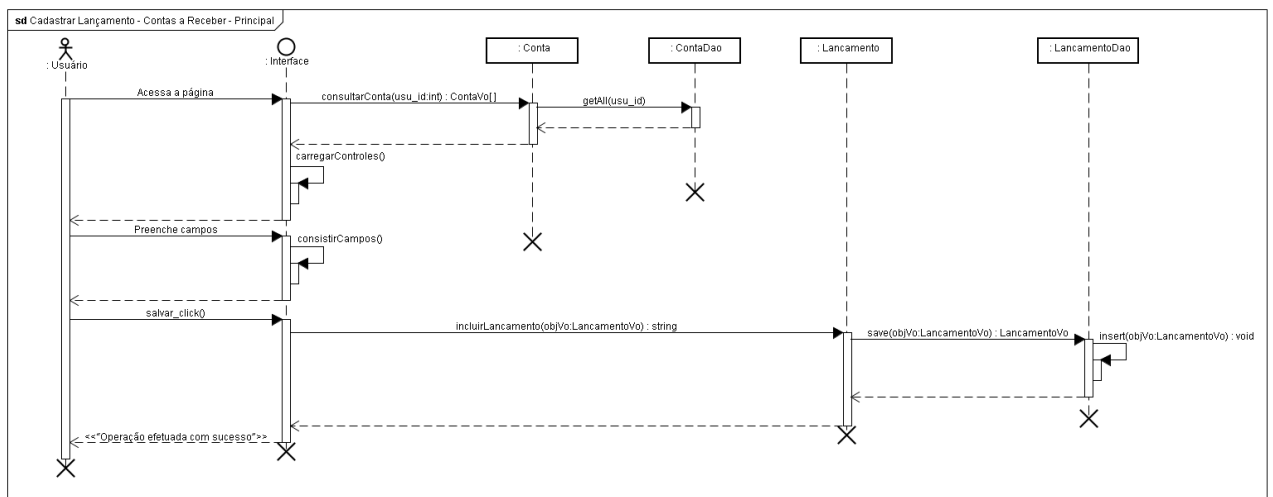 sd Cadastrar Lançamento - Contas a Receber - Principal
: Usuário
: Interface
: Conta
: ContaDao
: Lancamento
: LancamentoDao
Acessa a página
consultarConta(usu_id:int) : ContaVo[]
getAll(usu_id)
carregarControles()
Preenche campos
consistirCampos()
salvar_click()
incluirLancamento(objVo:LancamentoVo) : string
save(objVo:LancamentoVo) : LancamentoVo
insert(objVo:LancamentoVo) : void
<<"Operação efetuada com sucesso">>